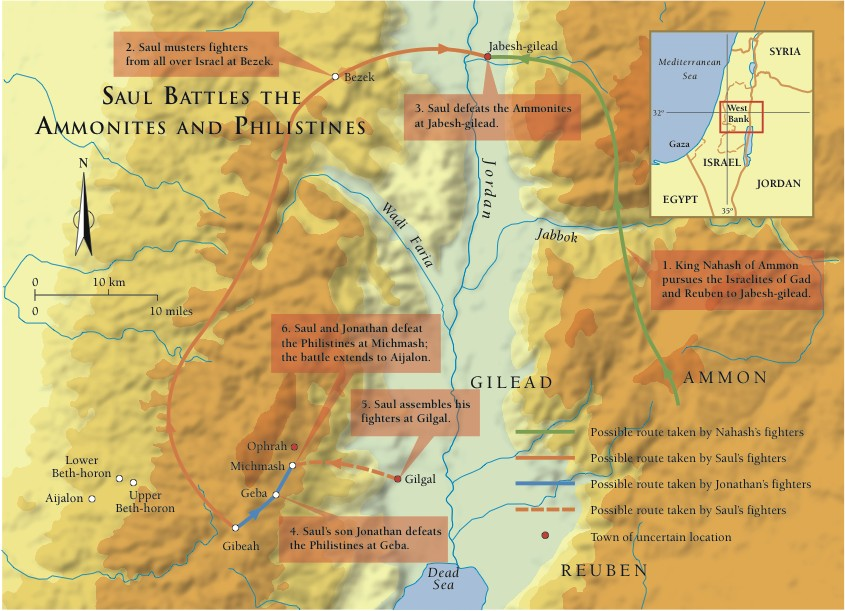 2. Saul musters fighters
from all over Israel at Bezek.
SAUL BATTLES THE
AMMONITES AND PHILISTINES
Jabesh-gilead
Bezek
3. Saul defeats the Ammonites
at Jabesh-gilead.
Mediterranean
Sea
SYRIA
32°
West
Bank
Gaza
ISRAEL
JORDAN
EGYPT
35°
N
0 10 km
0 10 miles
Jordan
Wadi Faria
Jabbok
1. King Nahash of Ammon
pursues the Israelites of Gad
and Reuben to Jabesh-gilead.
6. Saul and Jonathan defeat
the Philistines at Michmash;
the battle extends to Aijalon.
GILEAD
AMMON
5. Saul assembles his
fighters at Gilgal.
Possible route taken by Nahash's fighters
Possible route taken by Saul's fighters
Possible route taken by Jonathan's fighters
Possible route taken by Saul's fighters
Town of uncertain location
Ophrah
Michmash
Geba
Gilgal
Lower
Beth-horon
Aijalon
Upper
Beth-horon
Gibeah
4. Saul's son Jonathan defeats
the Philistines at Geba.
Dead
Sea
REUBEN